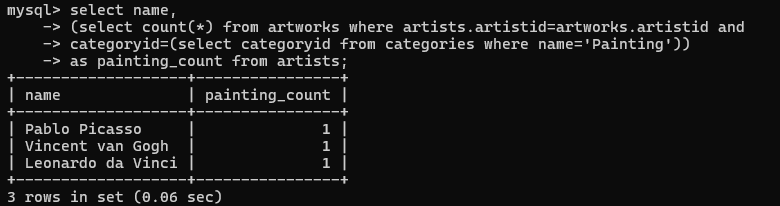 mysql> select name,
    -> (select count(*) from artworks where artists.artistid=artworks.artistid and
    -> categoryid=(select categoryid from categories where name='Painting'))
    -> as painting_count from artists;
+-------------------+----------------+
| name              | painting_count |
+-------------------+----------------+
| Pablo Picasso     |              1 |
| Vincent van Gogh  |              1 |
| Leonardo da Vinci |              1 |
+-------------------+----------------+
3 rows in set (0.06 sec)